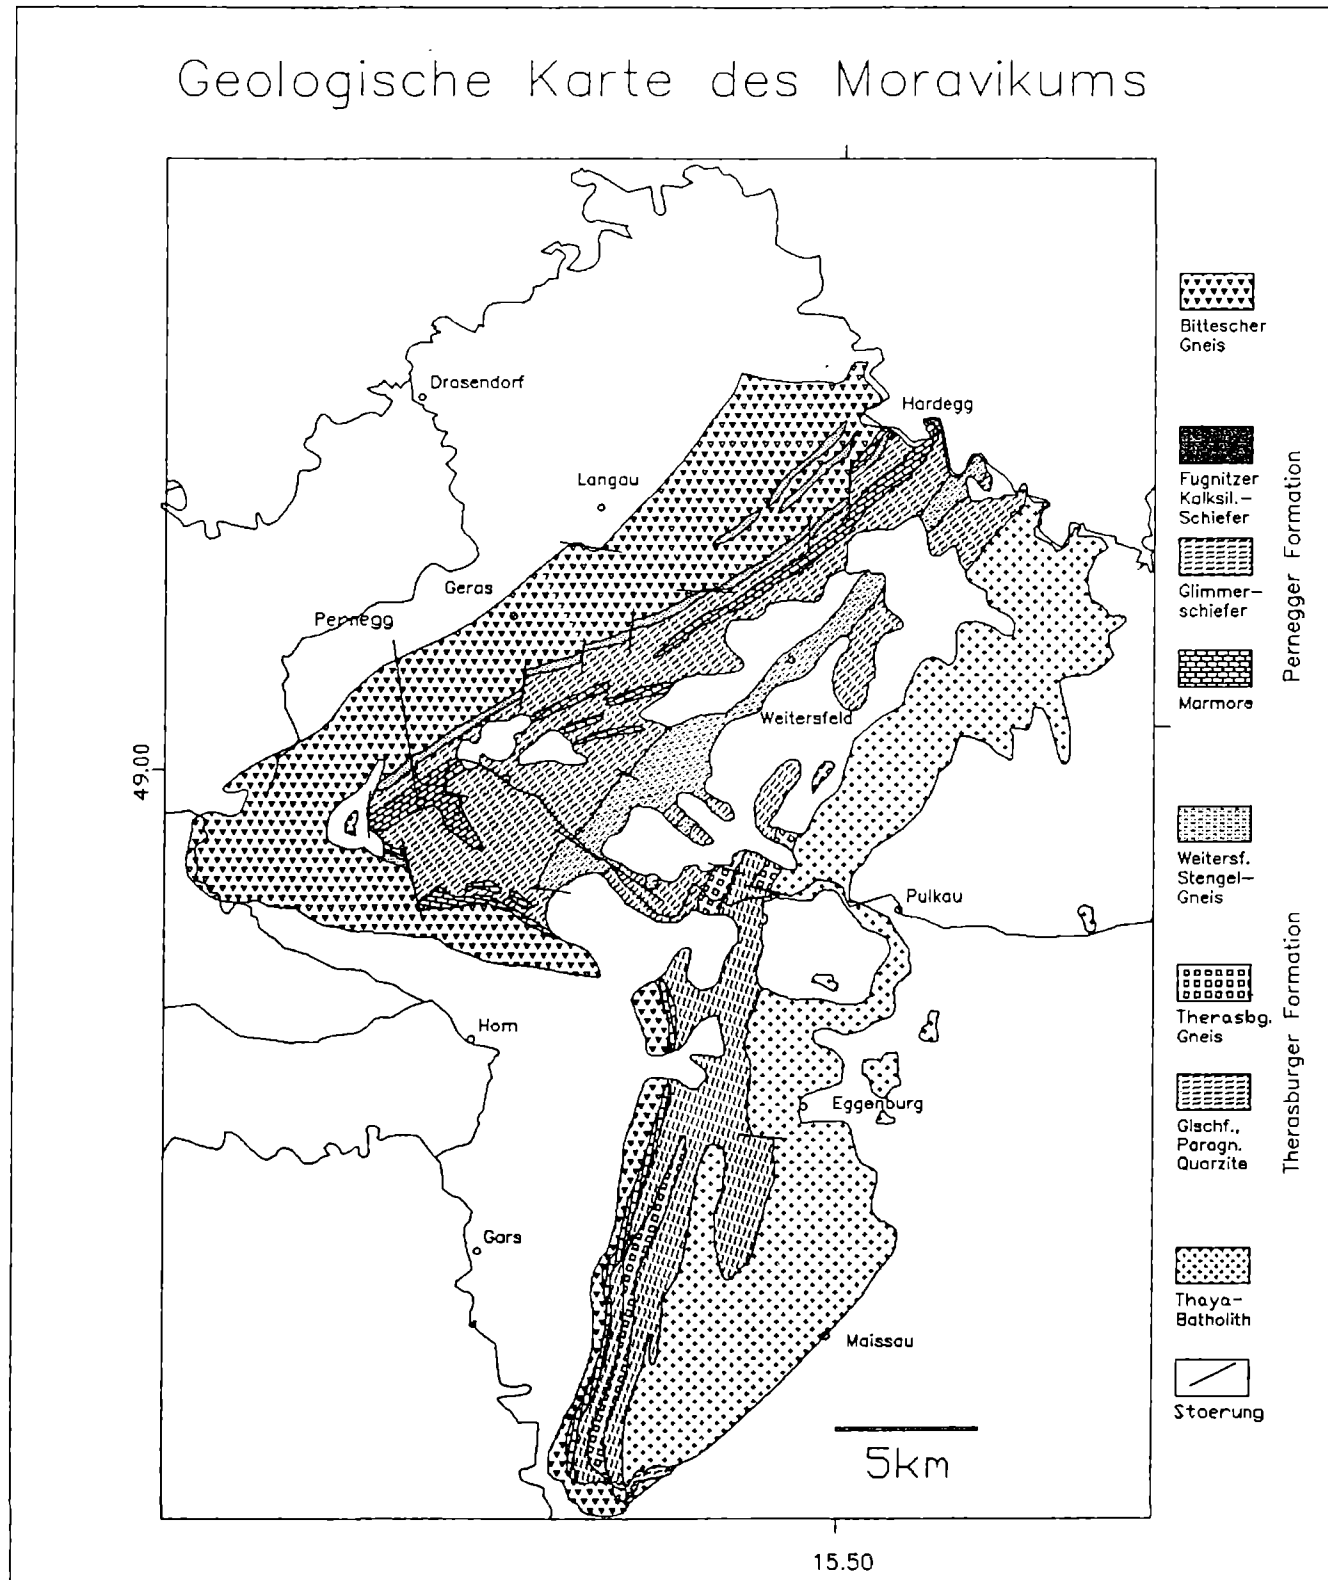 Geologische Karte des Moravikums
Drosendorf
Hardegg
Langau
Geras
Pernegg
Weitersfeld
49.00
Pulkau
Horn
Eggenburg
Gars
Maissau
5km
15.50
Bittescher
Gneis
Fugnitzer
Kalksil.-
Schiefer
Glimmer-
schiefer
Marmore
Pernegger Formation
Weitersf.
Stengel-
Gneis
Therasbg.
Gneis
Glschf.,
Paragn.
Quarzite
Therasburger Formation
Thaya-
Batholith
Stoerung